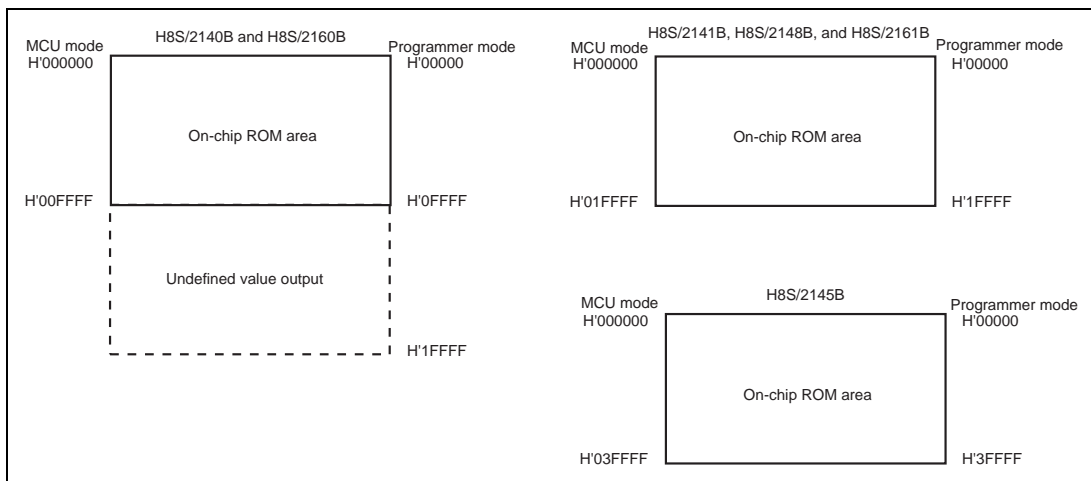 H8S/2140B and H8S/2160B
MCU mode
Programmer mode
H'000000
H'00000
On-chip ROM area
H'00FFFF
H'0FFFF
Undefined value output
H'1FFFF
H8S/2141B, H8S/2148B, and H8S/2161B
MCU mode
Programmer mode
H'000000
H'00000
On-chip ROM area
H'01FFFF
H'1FFFF
H8S/2145B
MCU mode
Programmer mode
H'000000
H'00000
On-chip ROM area
H'03FFFF
H'3FFFF